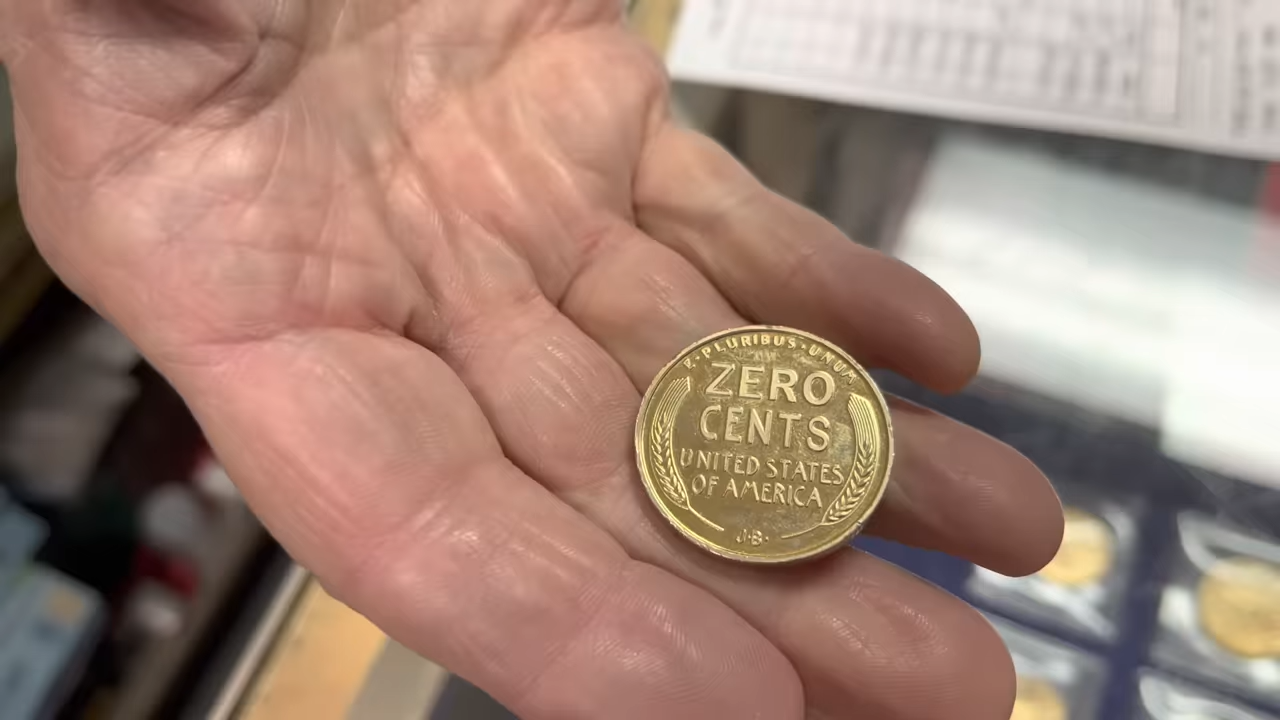 E·PLURIBUS·UNUM
ZERO
CENTS
UNITED STATES
OF AMERICA
J·B·